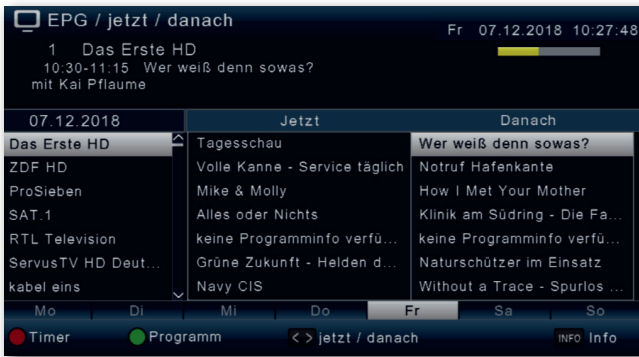 EPG / jetzt / danach
Fr 07.12.2018 10:27:48
1 Das Erste HD
10:30-11:15 Wer weiß denn sowas?
mit Kai Pflaume
07.12.2018 Jetzt Danach
Das Erste HD Tagesschau Wer weiß denn sowas?
ZDF HD Volle Kanne - Service täglich Notruf Hafenkante
ProSieben Mike & Molly How I Met Your Mother
SAT.1 Alles oder Nichts Klinik am Südring - Die Fa...
RTL Television keine Programminfo verfü... keine Programminfo verfü...
ServusTV HD Deut... Grüne Zukunft - Helden d... Naturschützer im Einsatz
kabel eins Navy CIS Without a Trace - Spurlos ...
Mo Di Mi Do Fr Sa So
Timer Programm < > jetzt / danach INFO Info